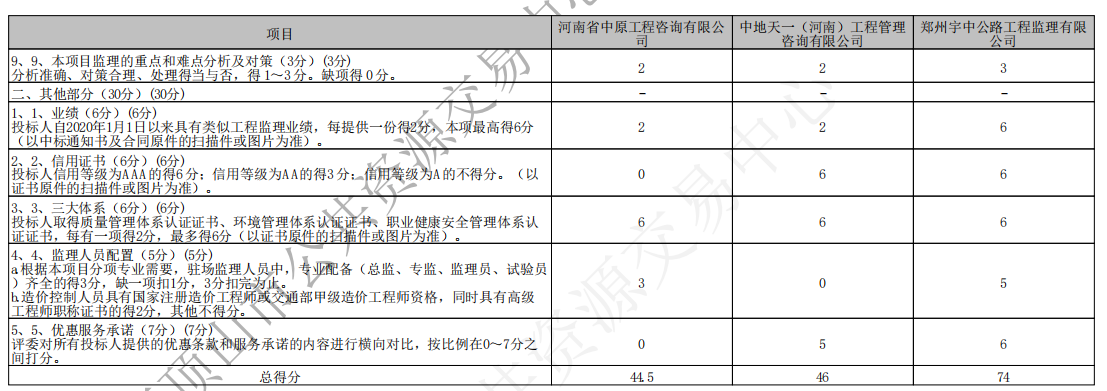 项目 河南省中原工程咨询有限公 中地天一（河南）工程管理 郑州宇中公路工程监理有限
司 咨询有限公司 公司
9、9、本项目监理的重点和难点分析及对策（3分）(3分)
分析准确、对策合理、处理得当与否，得1～3分。缺项得0分。 2 2 3
二、其他部分（30分）(30分) － － －
1、1、业绩（6分）(6分)
投标人自2020年1月1日以来具有类似工程监理业绩，每提供一份得2分，本项最高得6分 2 2 6
（以中标通知书及合同原件的扫描件或图片为准）。
2、2、信用证书（6分）(6分)
投标人信用等级为AAA的得6分；信用等级为AA的得3分；信用等级为A的不得分。（以 0 6 6
证书原件的扫描件或图片为准）。
3、3、三大体系（6分）(6分)
投标人取得质量管理体系认证证书、环境管理体系认证证书、职业健康安全管理体系认 6 6 6
证证书，每有一项得2分，最多得6分（以证书原件的扫描件或图片为准）。
4、4、监理人员配置（5分）(5分)
a.根据本项目分项专业需要，驻场监理人员中，专业配备（总监、专监、监理员、试验员
）齐全的得3分，缺一项扣1分，3分扣完为止。 3 0 5
b.造价控制人员具有国家注册造价工程师或交通部甲级造价工程师资格，同时具有高级
工程师职称证书的得2分，其他不得分。
5、5、优惠服务承诺（7分）(7分)
评委对所有投标人提供的优惠条款和服务承诺的内容进行横向对比，按比例在0～7分之 0 5 6
间打分。
总得分 44.5 46 74
顶山市公共资源交易中心
共资源交易中心